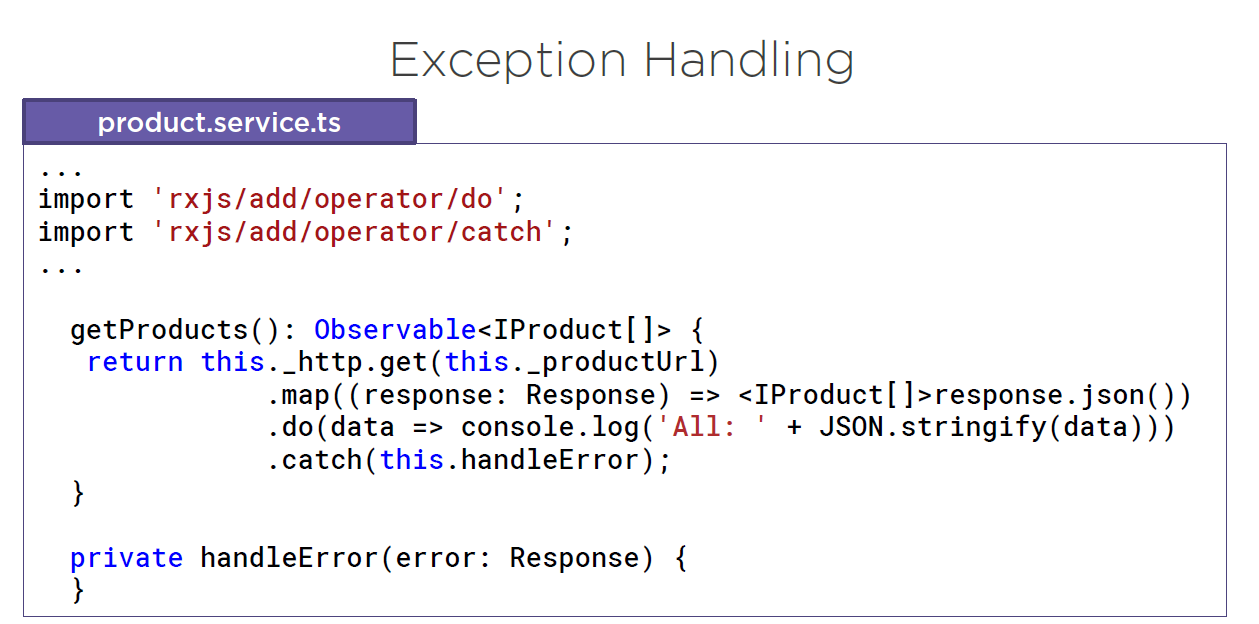 Exception Handling
product.service.ts
...
import 'rxjs/add/operator/do';
import 'rxjs/add/operator/catch';
...
getProducts(): Observable<IProduct[]> {
return this._http.get(this._productUrl)
.map((response: Response) => <IProduct[]>response.json())
.do(data => console.log('All: ' + JSON.stringify(data)))
.catch(this.handleError);
}
private handleError(error: Response) {
}